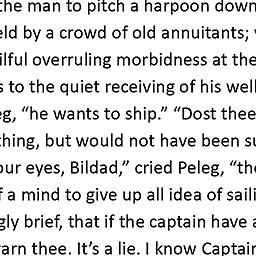 the man to pitch a harpoon down
eld by a crowd of old annuitants;
ilful overruling morbidness at the
s to the quiet receiving of his wel
eg, “he wants to ship.” “Dost thee
thing, but would not have been su
our eyes, Bildad,” cried Peleg, “the
f a mind to give up all idea of saili
gly brief, that if the captain have a
arn thee. It’s a lie. I know Captain